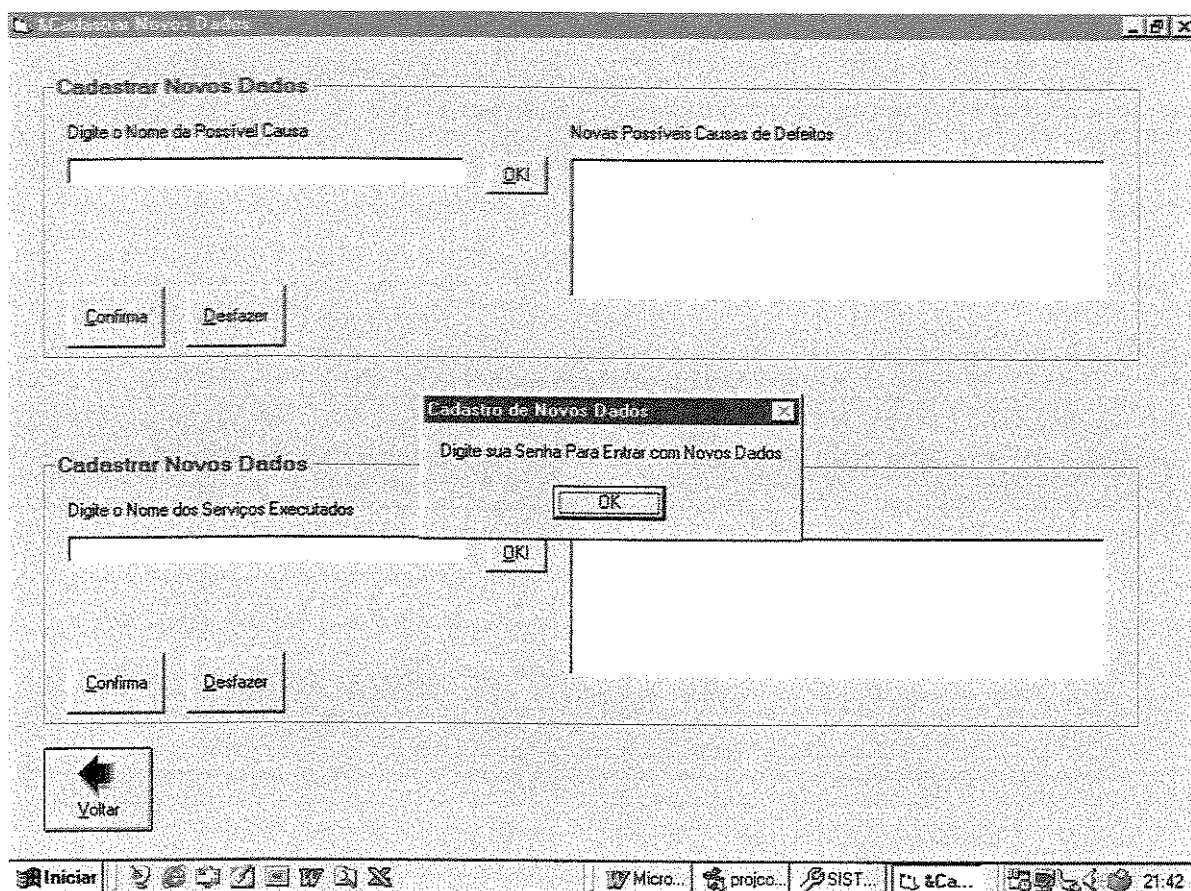 &Cadastrar Novos Dados
Cadastrar Novos Dados
Digite o Nome da Possível Causa
Novas Possíveis Causas de Defeitos
OK!
Confirma
Desfazer
Cadastro de Novos Dados
Digite sua Senha Para Entrar com Novos Dados
OK
Cadastrar Novos Dados
Digite o Nome dos Serviços Executados
OK!
Confirma
Desfazer
Voltar
Iniciar
Micro...
projco...
SIST...
&Ca...
21:42